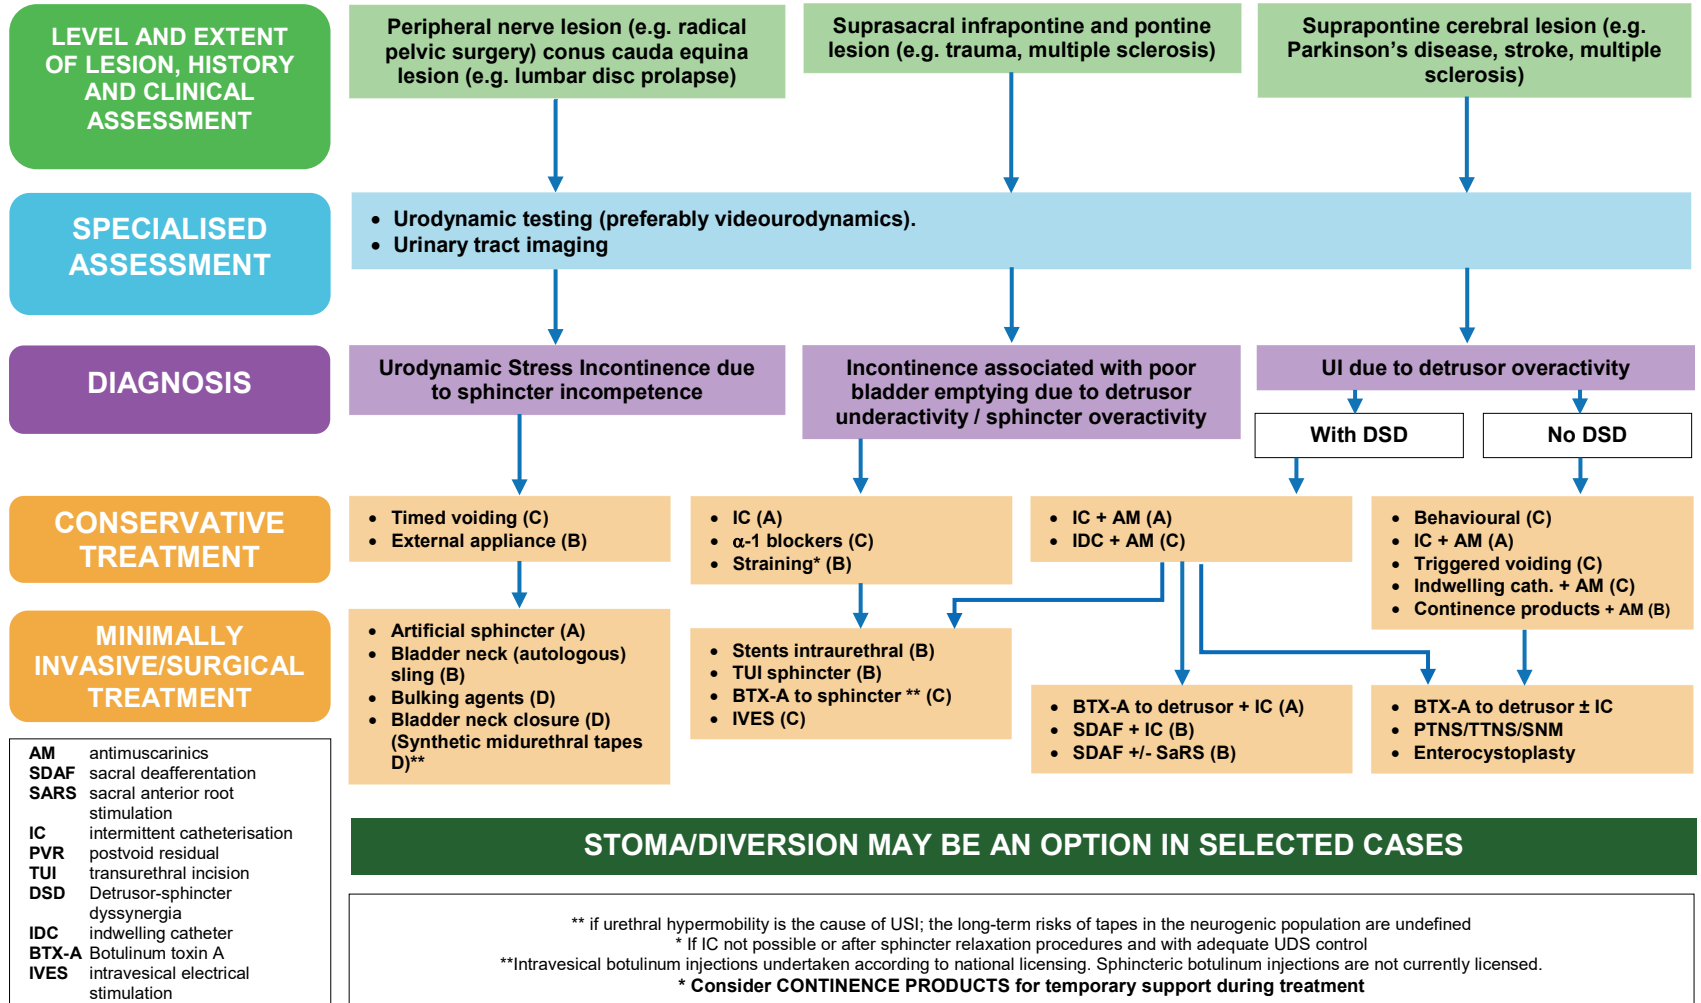 LEVEL AND EXTENT
OF LESION, HISTORY
AND CLINICAL
ASSESSMENT
Peripheral nerve lesion (e.g. radical
pelvic surgery) conus cauda equina
lesion (e.g. lumbar disc prolapse)
Suprasacral infrapontine and pontine
lesion (e.g. trauma, multiple sclerosis)
Suprapontine cerebral lesion (e.g.
Parkinson's disease, stroke, multiple
sclerosis)
SPECIALISED
ASSESSMENT
• Urodynamic testing (preferably videourodynamics).
• Urinary tract imaging
DIAGNOSIS
Urodynamic Stress Incontinence due
to sphincter incompetence
Incontinence associated with poor
bladder emptying due to detrusor
underactivity / sphincter overactivity
UI due to detrusor overactivity
With DSD
No DSD
CONSERVATIVE
TREATMENT
• Timed voiding (C)
• External appliance (B)
• IC (A)
• α-1 blockers (C)
• Straining* (B)
• IC + AM (A)
• IDC + AM (C)
• Behavioural (C)
• IC + AM (A)
• Triggered voiding (C)
• Indwelling cath. + AM (C)
• Continence products + AM (B)
MINIMALLY
INVASIVE/SURGICAL
TREATMENT
• Artificial sphincter (A)
• Bladder neck (autologous)
sling (B)
• Bulking agents (D)
• Bladder neck closure (D)
(Synthetic midurethral tapes
D)**
• Stents intraurethral (B)
• TUI sphincter (B)
• BTX-A to sphincter ** (C)
• IVES (C)
• BTX-A to detrusor + IC (A)
• SDAF + IC (B)
• SDAF +/- SaRS (B)
• BTX-A to detrusor ± IC
• PTNS/TTNS/SNM
• Enterocystoplasty
AM antimuscarinics
SDAF sacral deafferentation
SARS sacral anterior root
stimulation
IC intermittent catheterisation
PVR postvoid residual
TUI transurethral incision
DSD Detrusor-sphincter
dyssynergia
IDC indwelling catheter
BTX-A Botulinum toxin A
IVES intravesical electrical
stimulation
STOMA/DIVERSION MAY BE AN OPTION IN SELECTED CASES
** if urethral hypermobility is the cause of USI; the long-term risks of tapes in the neurogenic population are undefined
* If IC not possible or after sphincter relaxation procedures and with adequate UDS control
**Intravesical botulinum injections undertaken according to national licensing. Sphincteric botulinum injections are not currently licensed.
* Consider CONTINENCE PRODUCTS for temporary support during treatment